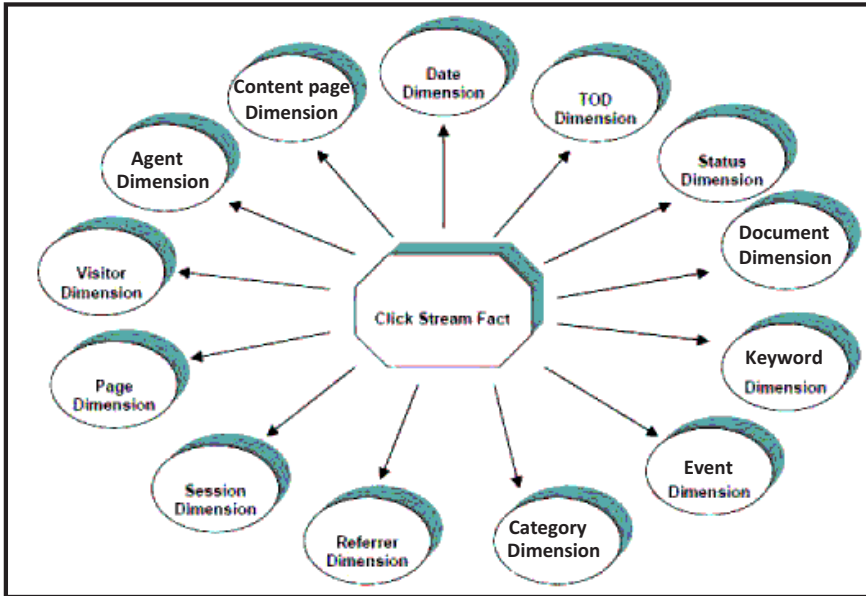 Content page
Dimension
Date
Dimension
TOD
Dimension
Agent
Dimension
Status
Dimension
Visitor
Dimension
Document
Dimension
Click Stream Fact
Page
Dimension
Keyword
Dimension
Session
Dimension
Event
Dimension
Referrer
Dimension
Category
Dimension